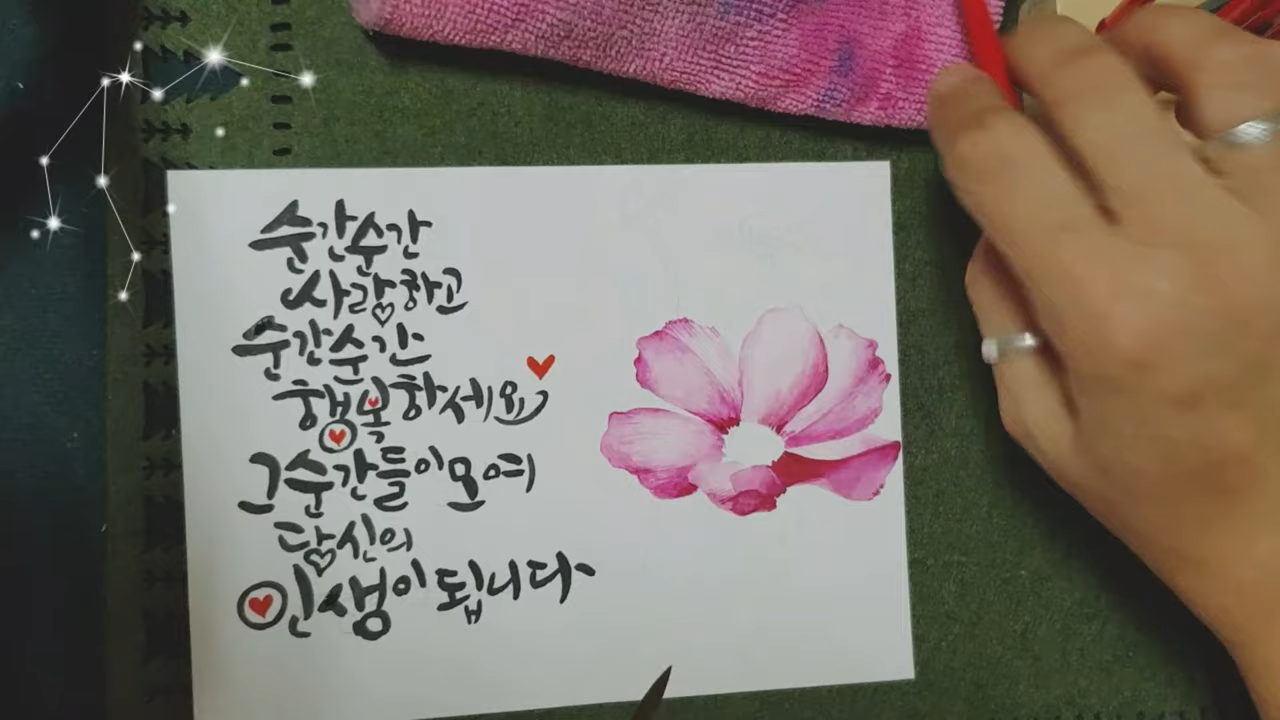 순간순간
사랑하고
순간순간
행복하세요
그순간들이 모여
당신의
인생이 됩니다